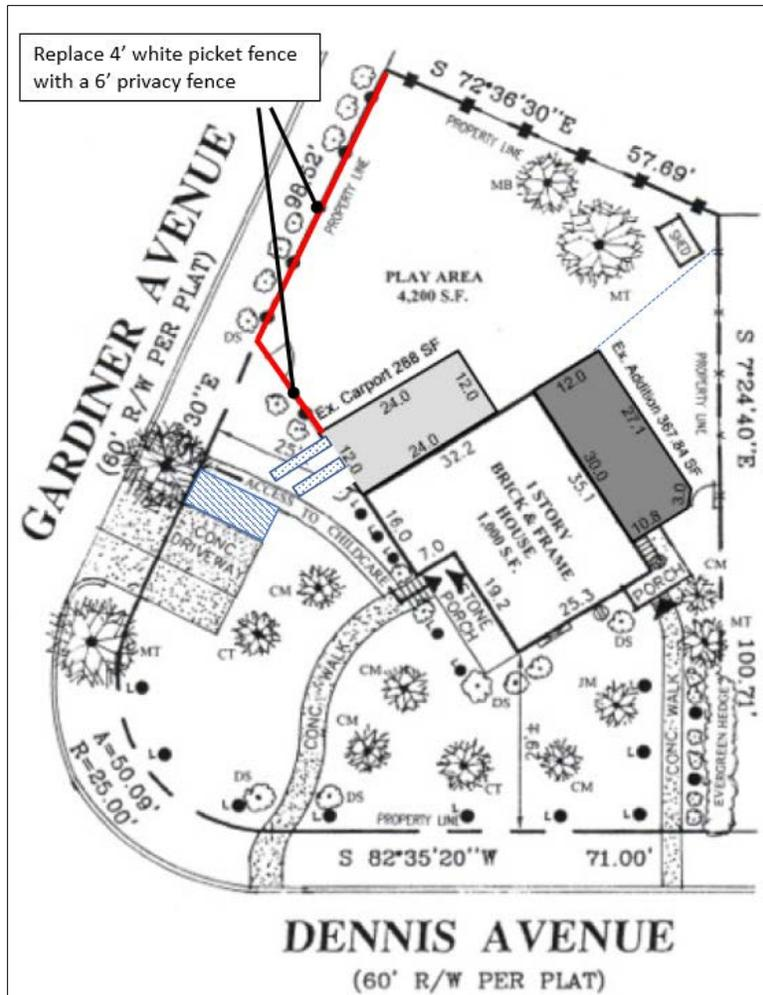 Replace 4' white picket fence
with a 6' privacy fence
S 72°36'30"E
PROPERTY LINE
57.69'
98.52'
PROPERTY LINE
MB
SHED
MT
PLAY AREA
4,200 S.F.
GARDINER AVENUE
(60' R/W PER PLAT)
DS
30"E
25'
Ex. Carport 288 SF
24.0
12.0
24.0
12.0
32.2
12.0
Ex. Addition 367.84 SF
27.1
30.0
35.1
3.0
10.8
PROPERTY LINE
S 7°24'40"E
100.71'
1 STORY
BRICK & FRAME
HOUSE
1,000 S.F.
ACCESS TO CHILDCARE
CONC
DRIVEWA
16.0
7.0
19.2
25.3
STONE
PORCH
PORCH
CM
MT
DS
CM
MT
CT
CM
JM
L
L
DS
CONC. WALK
29'±
CONC WALK
EVERGREEN HEDGE
CM
CT
CM
L
L
L
A=50.09'
R=25.00'
DS
DS
L
L
L
L
L
PROPERTY LINE
S 82°35'20"W
71.00'
DENNIS AVENUE
(60' R/W PER PLAT)